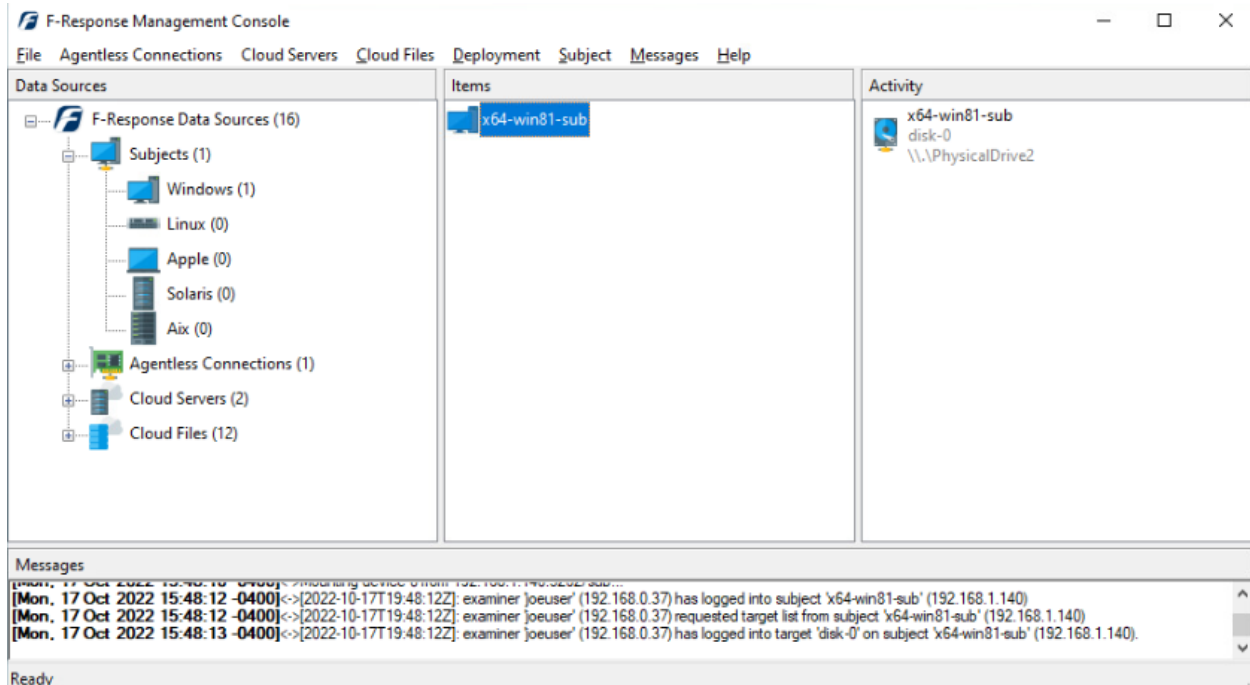 F-Response Management Console
File Agentless Connections Cloud Servers Cloud Files Deployment Subject Messages Help
Data Sources
F-Response Data Sources (16)
Subjects (1)
Windows (1)
Linux (0)
Apple (0)
Solaris (0)
Aix (0)
Agentless Connections (1)
Cloud Servers (2)
Cloud Files (12)
Items
x64-win81-sub
Activity
x64-win81-sub
disk-0
\\.\PhysicalDrive2
Messages
[Mon, 17 Oct 2022 15:48:12 -0400]<->[2022-10-17T19:48:12Z]: examiner 'joeuser' (192.168.0.37) has logged into subject 'x64-win81-sub' (192.168.1.140)
[Mon, 17 Oct 2022 15:48:12 -0400]<->[2022-10-17T19:48:12Z]: examiner 'joeuser' (192.168.0.37) requested target list from subject 'x64-win81-sub' (192.168.1.140)
[Mon, 17 Oct 2022 15:48:13 -0400]<->[2022-10-17T19:48:12Z]: examiner 'joeuser' (192.168.0.37) has logged into target 'disk-0' on subject 'x64-win81-sub' (192.168.1.140).
Ready